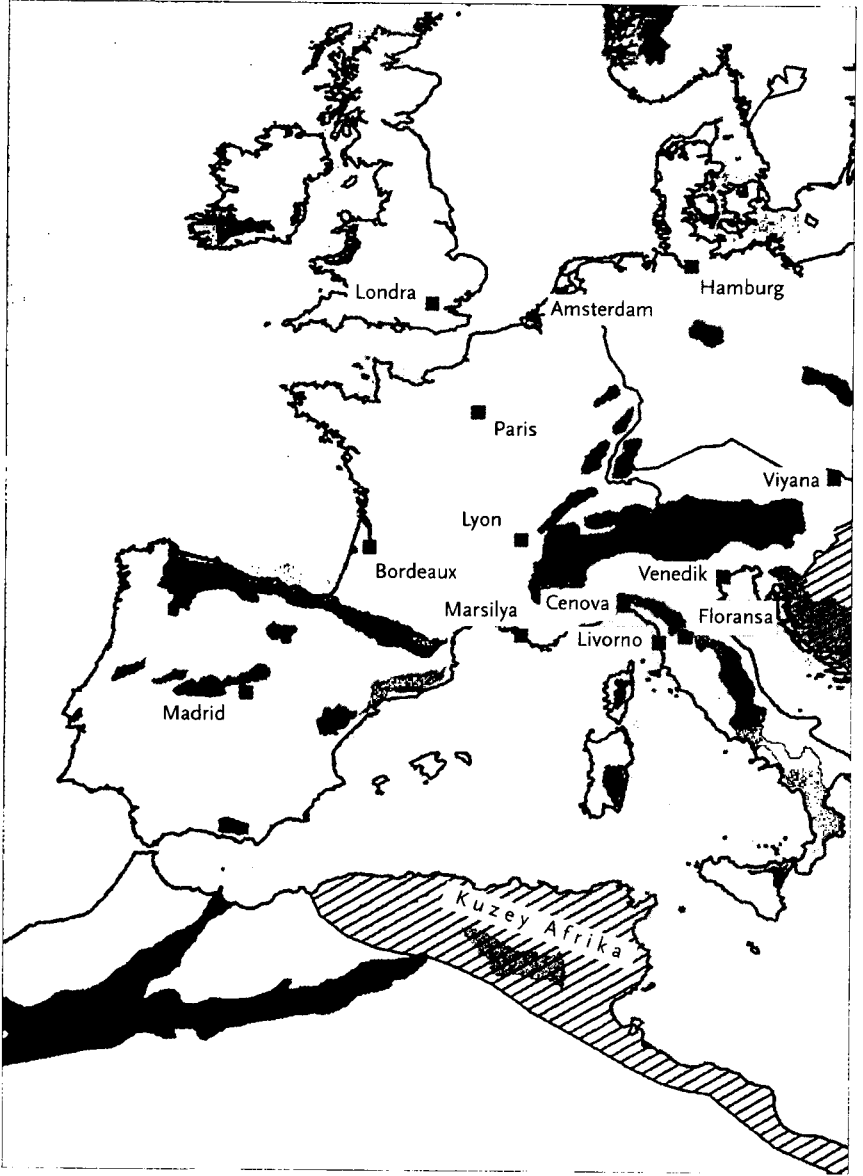 Londra
Hamburg
Amsterdam
Paris
Viyana
Lyon
Bordeaux
Venedik
Marsilya
Cenova
Floransa
Livorno
Madrid
Kuzey Afrika